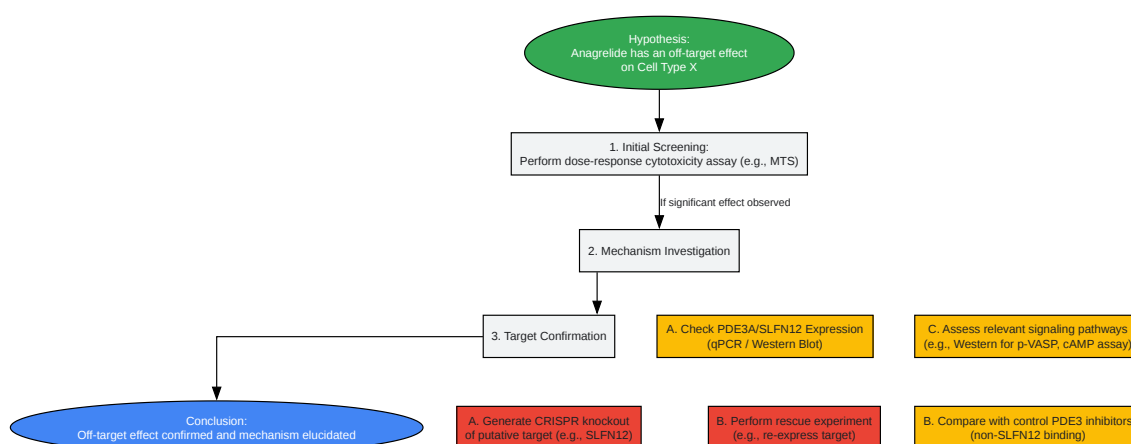 Hypothesis:
Anagrelide has an off-target effect
on Cell Type X
1. Initial Screening:
Perform dose-response cytotoxicity assay (e.g., MTS)
If significant effect observed
2. Mechanism Investigation
3. Target Confirmation
A. Check PDE3A/SLFN12 Expression
(qPCR / Western Blot)
C. Assess relevant signaling pathways
(e.g., Western for p-VASP, cAMP assay)
Conclusion:
Off-target effect confirmed and mechanism elucidated
A. Generate CRISPR knockout
of putative target (e.g., SLFN12)
B. Perform rescue experiment
(e.g., re-express target)
B. Compare with control PDE3 inhibitors
(non-SLFN12 binding)